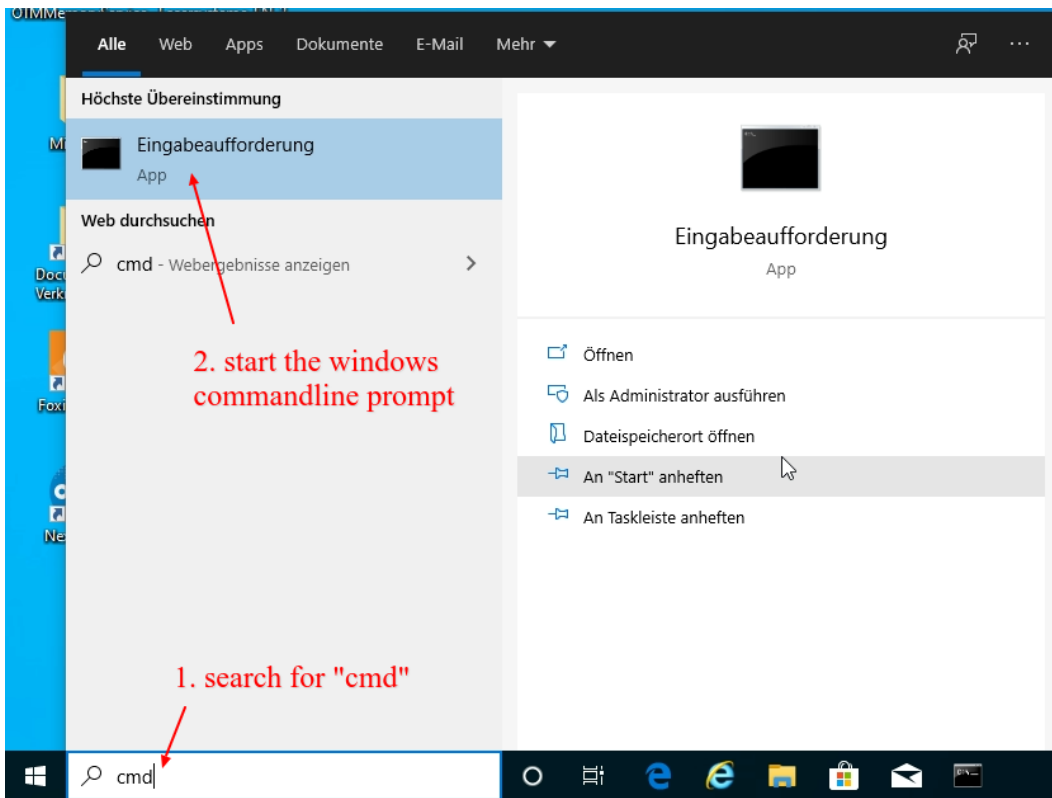 Alle Web Apps Dokumente E-Mail Mehr
Höchste Übereinstimmung
Eingabeaufforderung
App
Web durchsuchen
cmd - Webergebnisse anzeigen
2. start the windows
commandline prompt
1. search for "cmd"
cmd
Eingabeaufforderung
App
Öffnen
Als Administrator ausführen
Dateispeicherort öffnen
An "Start" anheften
An Taskleiste anheften